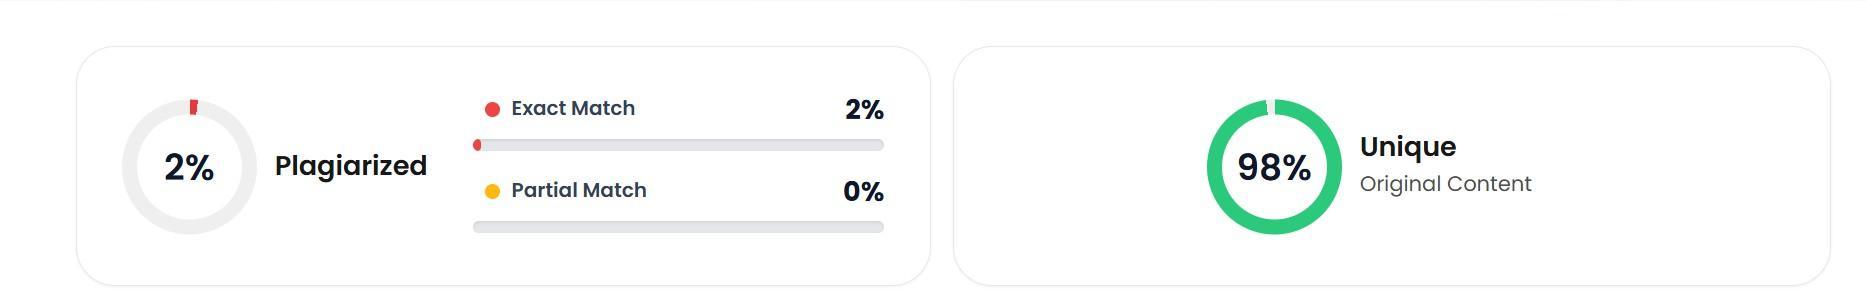 2%
Plagiarized
Exact Match 2%
Partial Match 0%
98%
Unique
Original Content